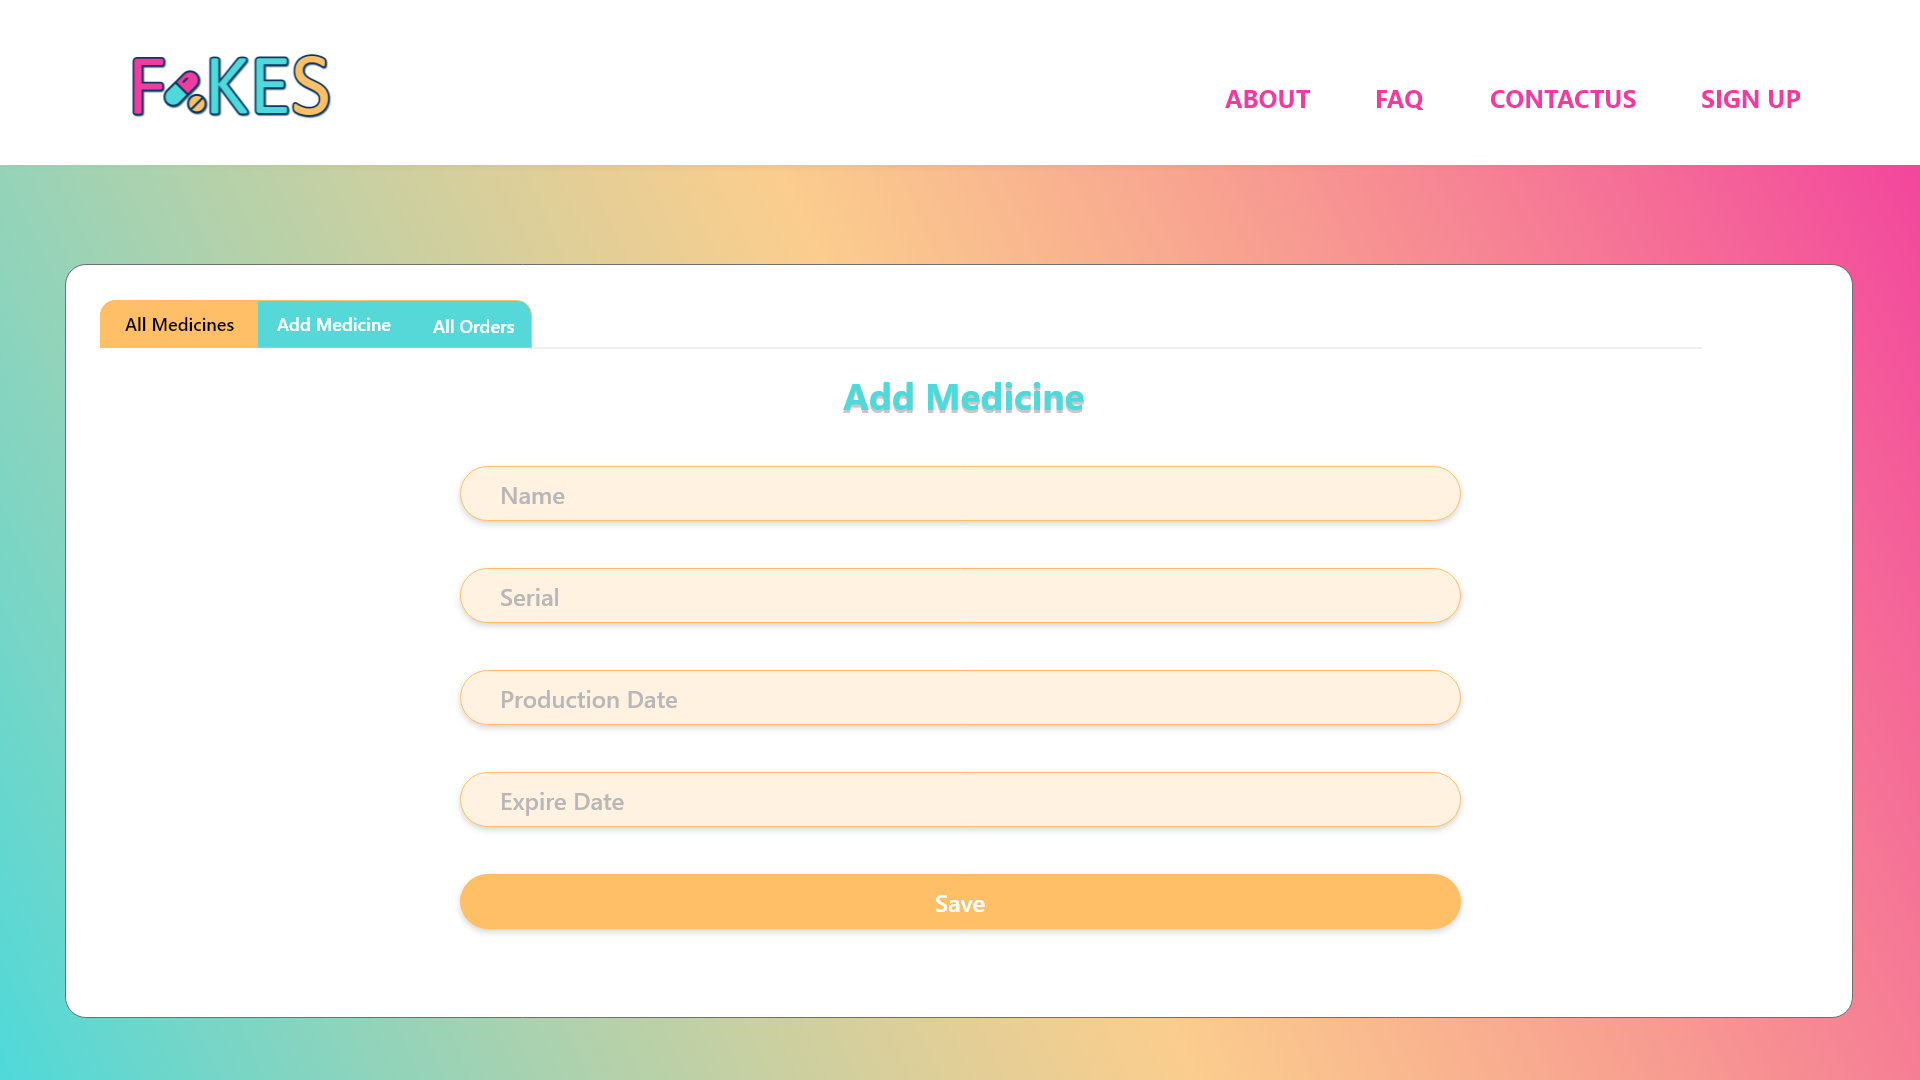 FAKES
ABOUT FAQ CONTACTUS SIGN UP
All Medicines Add Medicine All Orders
Add Medicine
Name
Serial
Production Date
Expire Date
Save